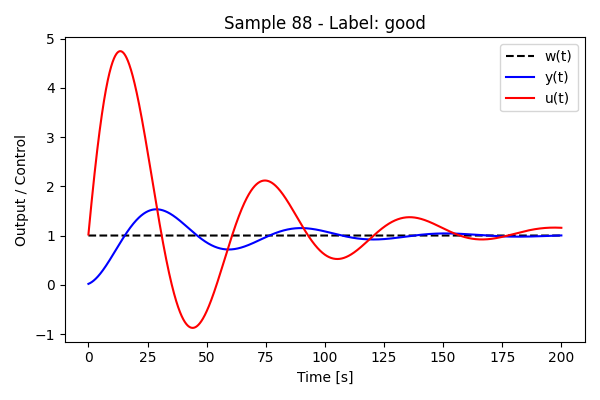 Sample 88 - Label: good
Output / Control
5
4
3
2
1
0
−1
w(t)
y(t)
u(t)
0 25 50 75 100 125 150 175 200
Time [s]